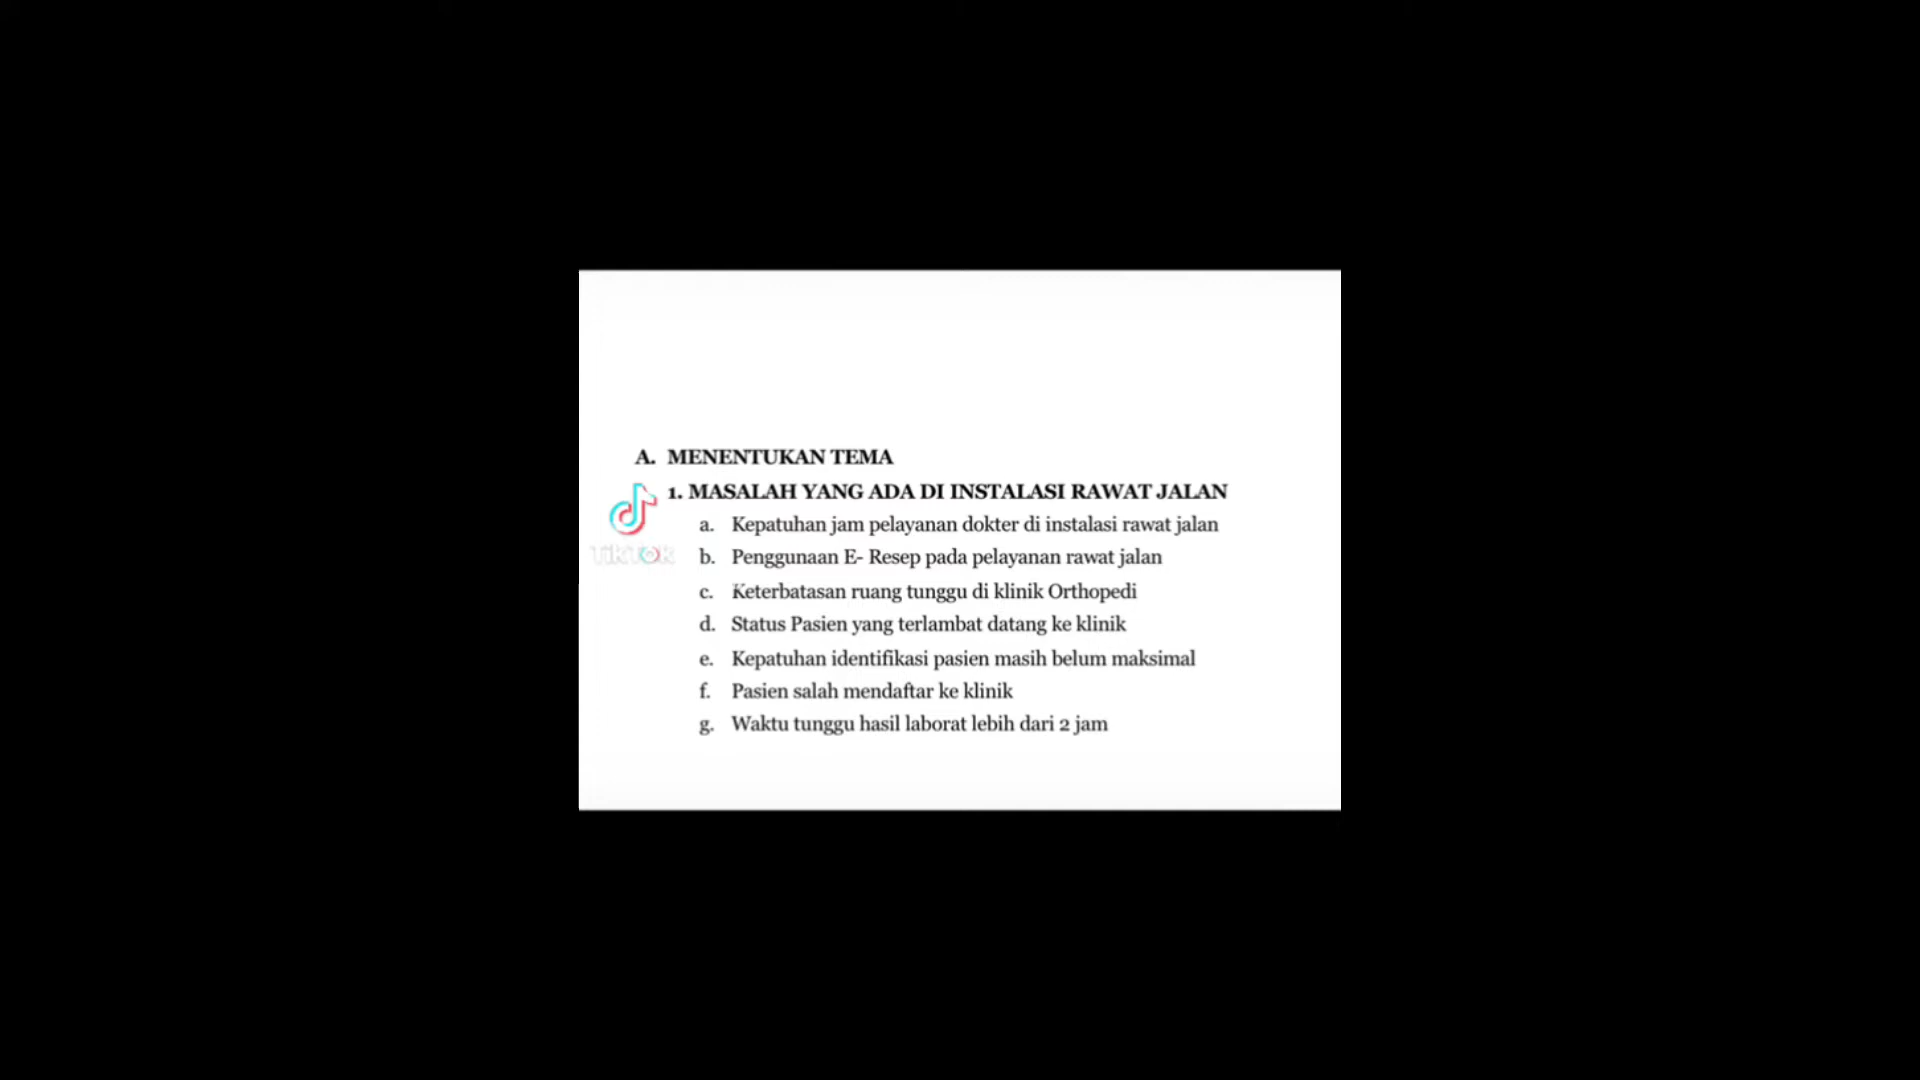 A. MENENTUKAN TEMA
1. MASALAH YANG ADA DI INSTALASI RAWAT JALAN
a. Kepatuhan jam pelayanan dokter di instalasi rawat jalan
TikTok
b. Penggunaan E- Resep pada pelayanan rawat jalan
c. Keterbatasan ruang tunggu di klinik Orthopedi
d. Status Pasien yang terlambat datang ke klinik
e. Kepatuhan identifikasi pasien masih belum maksimal
f. Pasien salah mendaftar ke klinik
g. Waktu tunggu hasil laborat lebih dari 2 jam